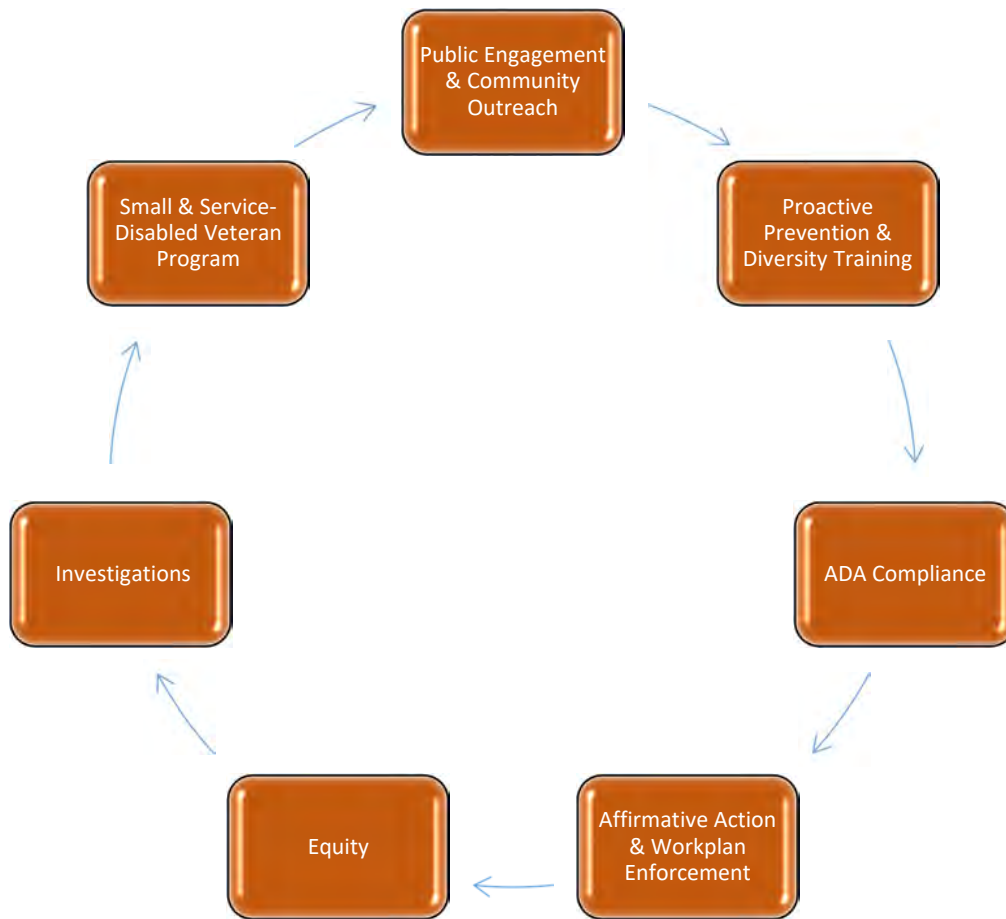 Public Engagement
& Community
Outreach
Proactive
Prevention &
Diversity Training
ADA Compliance
Affirmative Action
& Workplan
Enforcement
Equity
Investigations
Small & Service-
Disabled Veteran
Program